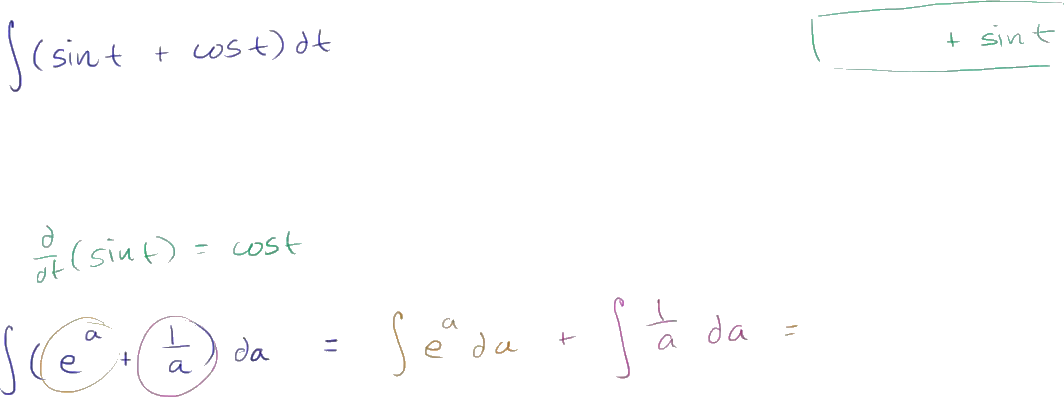 ∫(sin t + cos t) dt + sin t
d/dt (sin t) = cos t
∫(e^a + 1/a) da = ∫ e^a da + ∫ 1/a da =